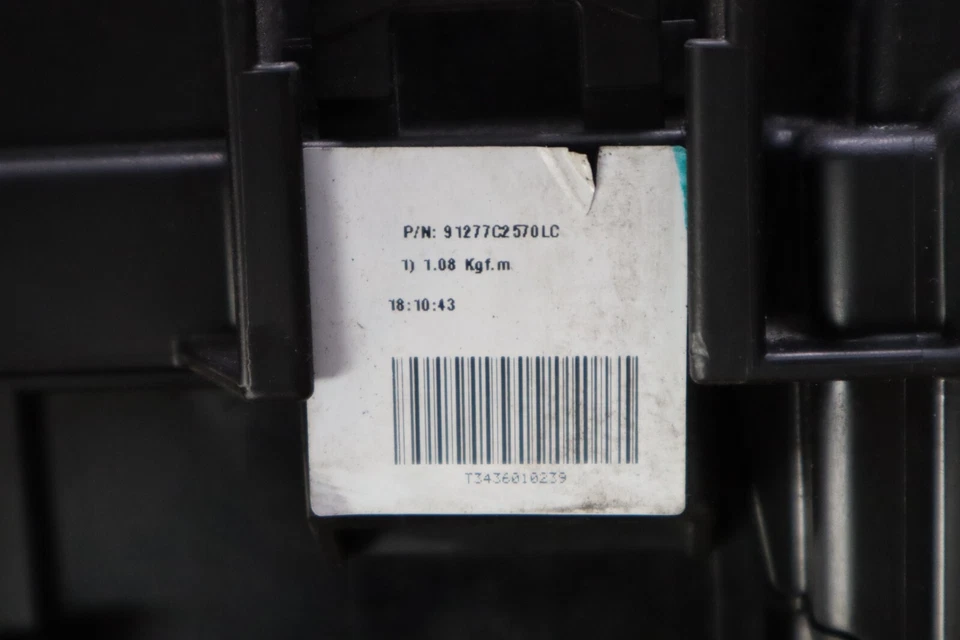 P/N: 91277C2570LC
1) 1.08 Kgf.m
18:10:43
T3436010239